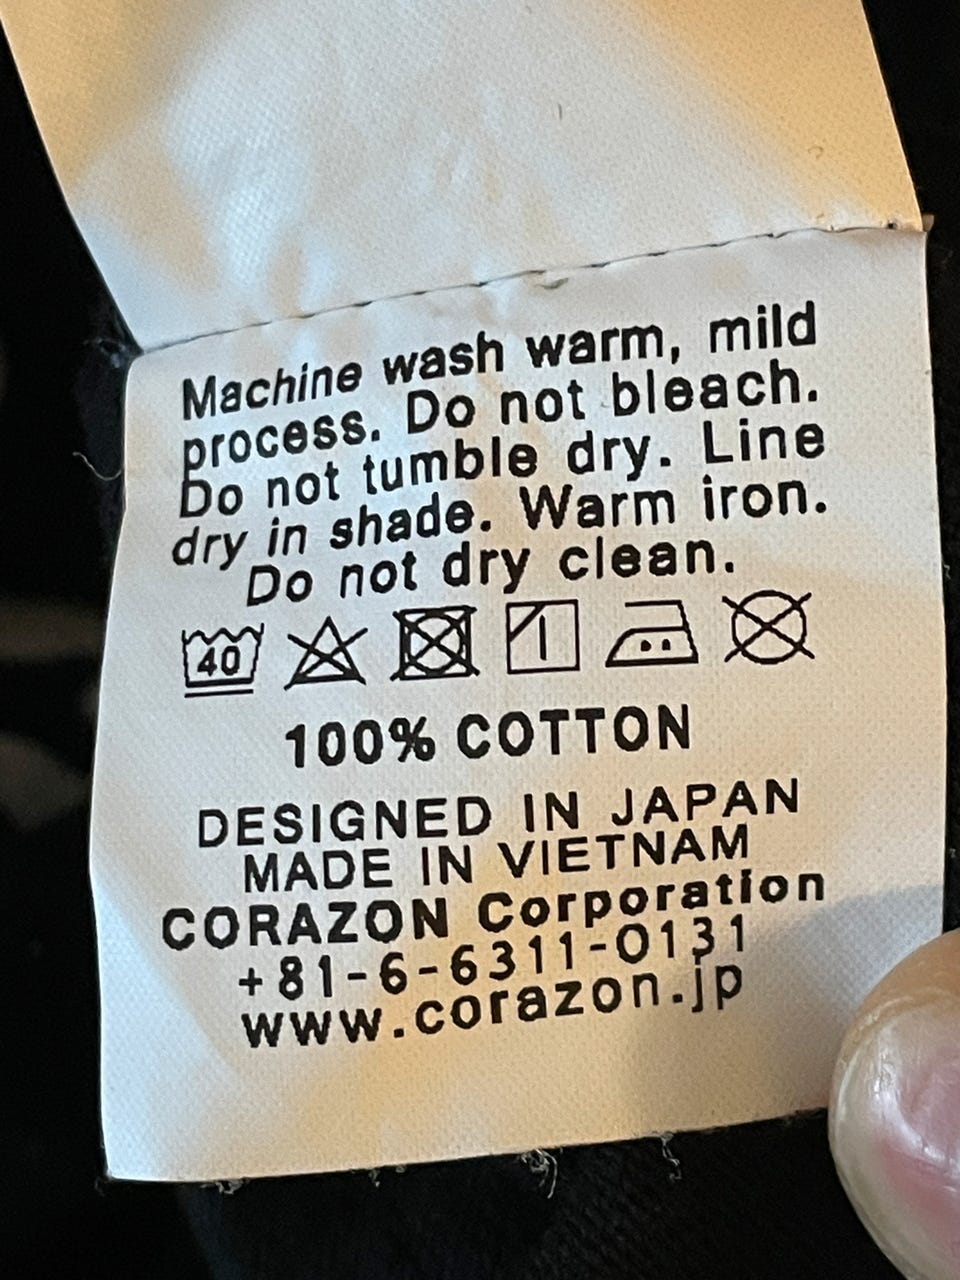 Machine wash warm, mild
process. Do not bleach.
Do not tumble dry. Line
dry in shade. Warm iron.
Do not dry clean.
40
100% COTTON
DESIGNED IN JAPAN
MADE IN VIETNAM
CORAZON Corporation
+81-6-6311-0131
www.corazon.jp